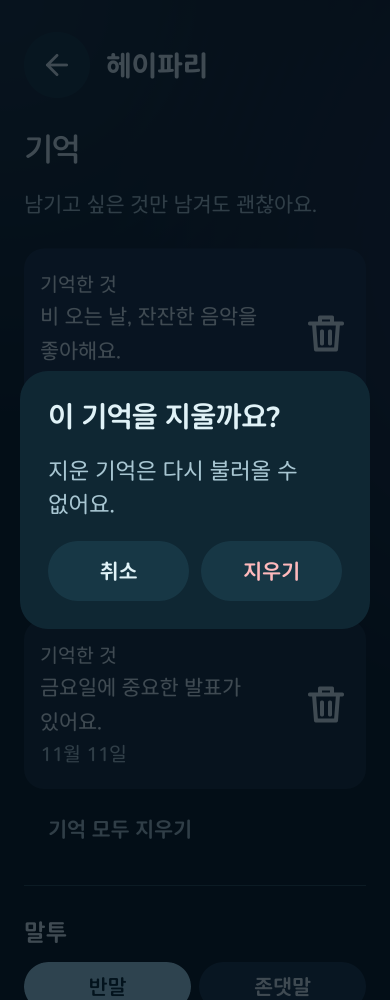 헤이파리
기억
남기고 싶은 것만 남겨도 괜찮아요.
기억한 것
비 오는 날, 잔잔한 음악을
좋아해요.
이 기억을 지울까요?
지운 기억은 다시 불러올 수
없어요.
취소
지우기
기억한 것
금요일에 중요한 발표가
있어요.
11월 11일
기억 모두 지우기
말투
반말
존댓말